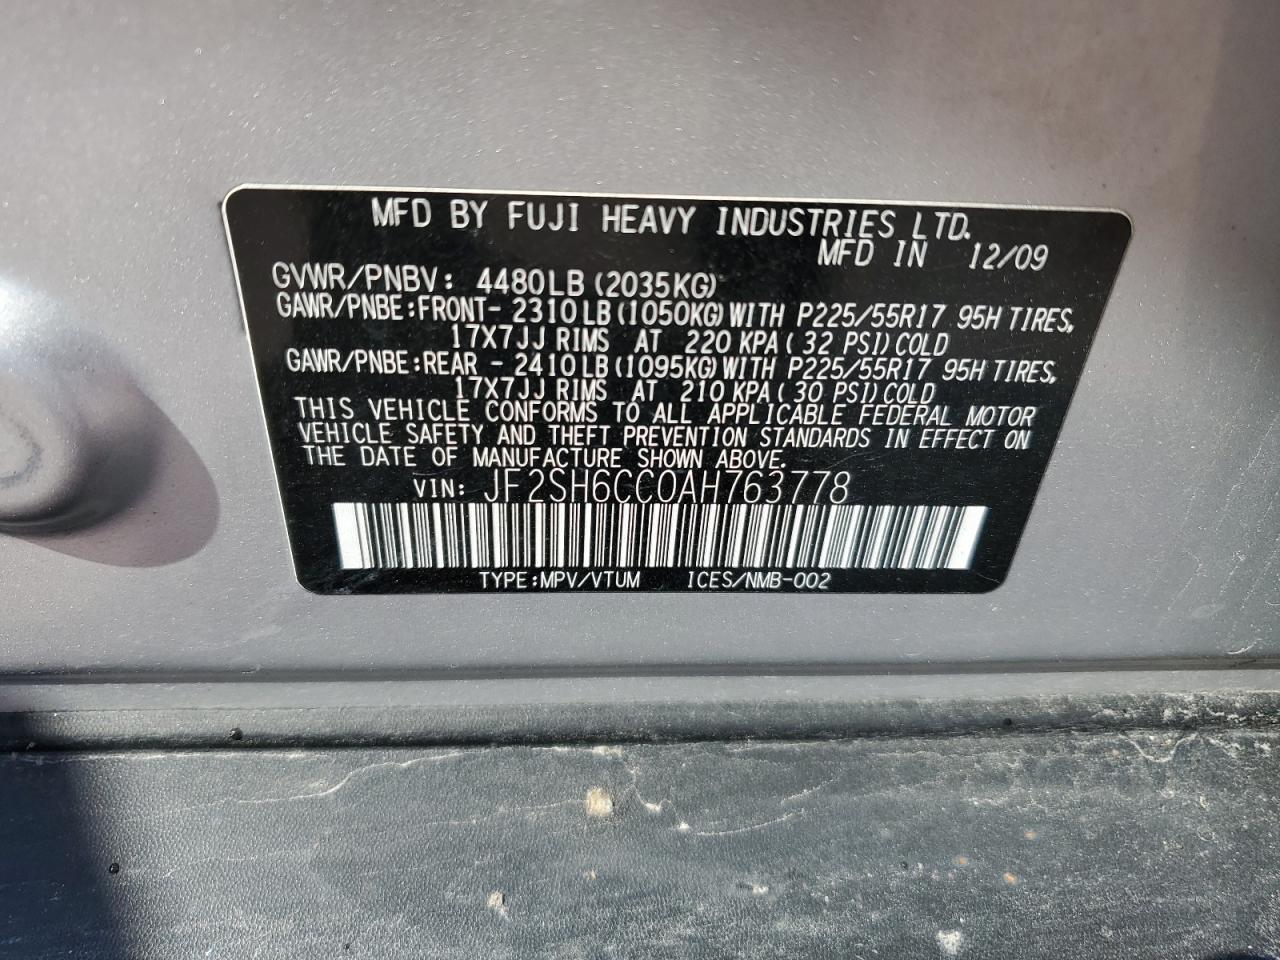 MFD BY FUJI HEAVY INDUSTRIES LTD.
MFD IN 12/09
GVWR/PNBV: 4480LB (2035KG)
GAWR/PNBE:FRONT- 2310 LB (1050KG) WITH P225/55R17 95H TIRES,
17X7JJ RIMS AT 220 KPA ( 32 PSI) COLD
GAWR/PNBE:REAR - 2410 LB (1095KG) WITH P225/55R17 95H TIRES,
17X7JJ RIMS AT 210 KPA ( 30 PSI) COLD
THIS VEHICLE CONFORMS TO ALL APPLICABLE FEDERAL MOTOR
VEHICLE SAFETY AND THEFT PREVENTION STANDARDS IN EFFECT ON
THE DATE OF MANUFACTURE SHOWN ABOVE.
VIN: JF2SH6CC0AH763778
TYPE:MPV/VTUM ICES/NMB-002